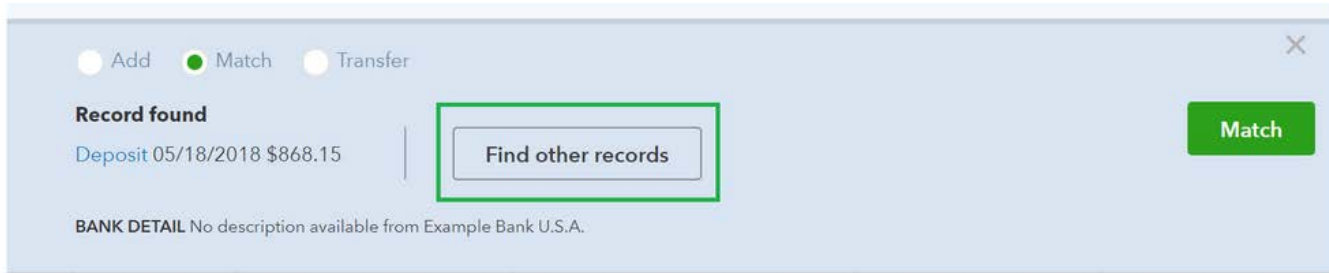 Add Match Transfer
Record found
Deposit 05/18/2018 $868.15
Find other records
Match
BANK DETAIL No description available from Example Bank U.S.A.